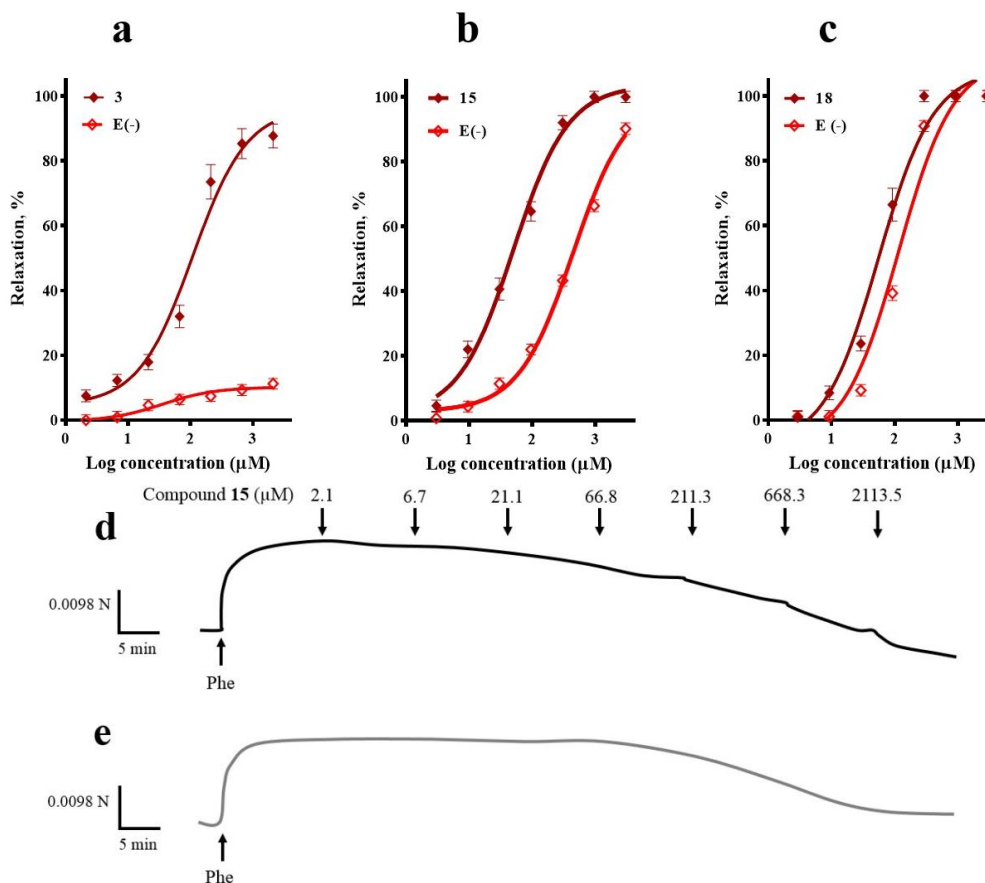 a
b
c
3
E(-)
15
E(-)
18
E (-)
Relaxation, %
100
80
60
40
20
0
0 1 2 3
Log concentration (µM)
Relaxation, %
100
80
60
40
20
0
0 1 2 3
Log concentration (µM)
Relaxation, %
100
80
60
40
20
0
0 1 2 3
Log concentration (µM)
Compound 15 (µM) 2.1 6.7 21.1 66.8 211.3 668.3 2113.5
d
0.0098 N
5 min
Phe
e
0.0098 N
5 min
Phe